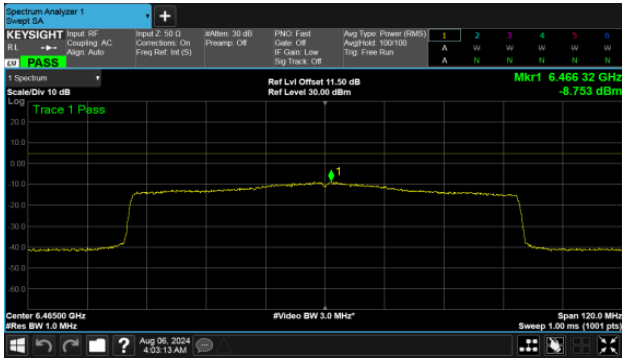 Spectrum Analyzer 1
Swept SA
+
KEYSIGHT Input: RF Input Z: 50 Ω #Atten: 30 dB PNO: Fast Avg Type: Power (RMS) 1 2 3 4 5 6
RL Coupling: AC Corrections: On Preamp: Off Gate: Off Avg|Hold: 100/100 A W W W W W
Align: Auto Freq Ref: Int (S) IF Gain: Low Trig: Free Run A N N N N N
Sig Track: Off
PASS
1 Spectrum Ref Lvl Offset 11.50 dB Mkr1 6.466 32 GHz
Scale/Div 10 dB Ref Level 30.00 dBm -8.753 dBm
Log
Trace 1 Pass
20.0
10.0
0.00
1
-10.0
-20.0
-30.0
-40.0
-50.0
-60.0
Center 6.46500 GHz #Video BW 3.0 MHz* Span 120.0 MHz
#Res BW 1.0 MHz Sweep 1.00 ms (1001 pts)
? Aug 06, 2024
4:03:13 AM